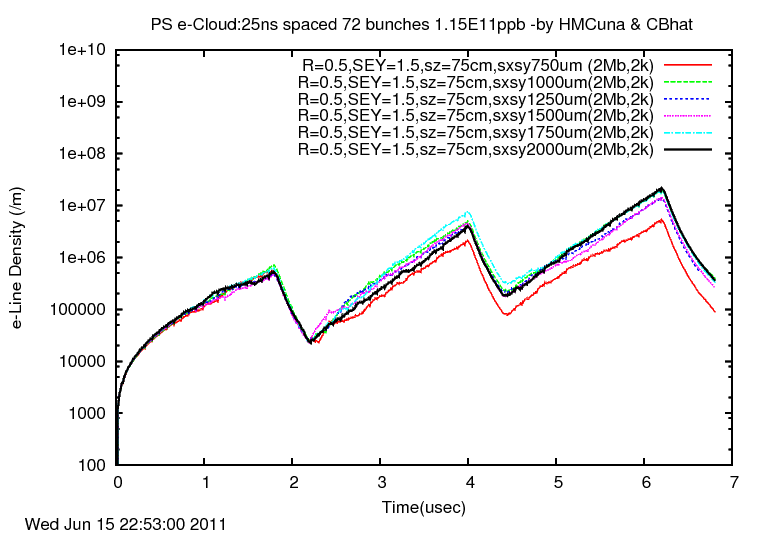 PS e-Cloud:25ns spaced 72 bunches 1.15E11ppb -by HMCuna & CBhat
1e+10
1e+09
1e+08
1e+07
1e+06
100000
10000
1000
100
e-Line Density (/m)
R=0.5,SEY=1.5,sz=75cm,sxsy750um (2Mb,2k)
R=0.5,SEY=1.5,sz=75cm,sxsy1000um(2Mb,2k)
R=0.5,SEY=1.5,sz=75cm,sxsy1250um(2Mb,2k)
R=0.5,SEY=1.5,sz=75cm,sxsy1500um(2Mb,2k)
R=0.5,SEY=1.5,sz=75cm,sxsy1750um(2Mb,2k)
R=0.5,SEY=1.5,sz=75cm,sxsy2000um(2Mb,2k)
0 1 2 3 4 5 6 7
Time(usec)
Wed Jun 15 22:53:00 2011